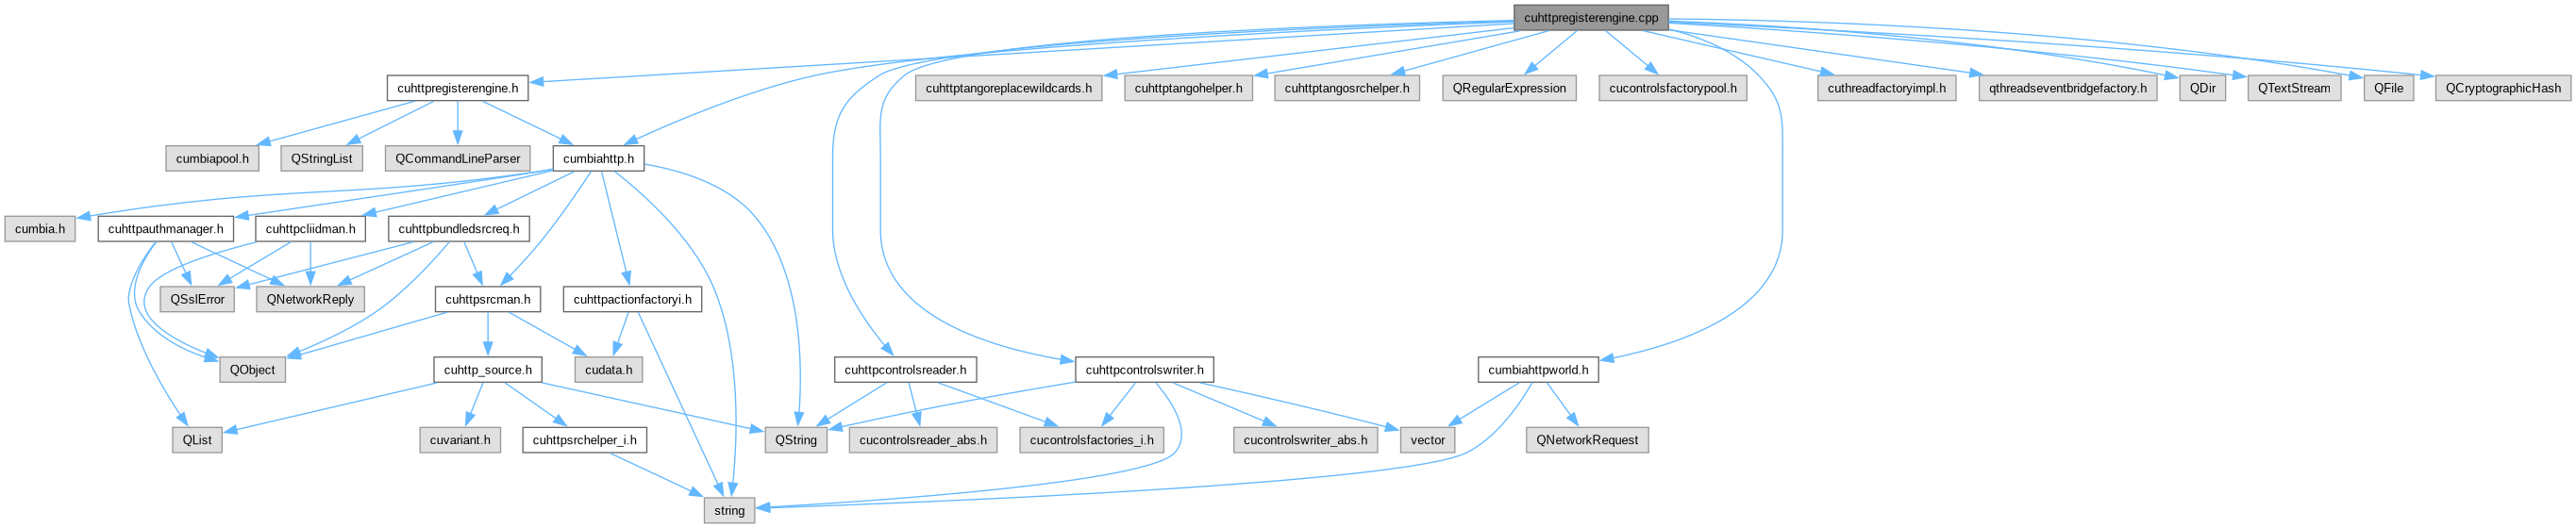 cuhttpregisterengine.cpp
cuhttpregisterengine.h
cuhttptangoreplacewildcards.h
cuhttptangohelper.h
cuhttptangosrchelper.h
QRegularExpression
cucontrolsfactorypool.h
cuthreadfactoryimpl.h
qthreadseventbridgefactory.h
QDir
QTextStream
QFile
QCryptographicHash
cumbiapool.h
QStringList
QCommandLineParser
cumbiahttp.h
cumbia.h
cuhttpauthmanager.h
cuhttpcliidman.h
cuhttpbundledsrcreq.h
QSslError
QNetworkReply
cuhttpsrcman.h
cuhttpactionfactoryi.h
QObject
cuhttp_source.h
cudata.h
cuhttpcontrolsreader.h
cuhttpcontrolswriter.h
cumbiahttpworld.h
QList
cuvariant.h
cuhttpsrchelper_i.h
QString
cucontrolsreader_abs.h
cucontrolsfactories_i.h
cucontrolswriter_abs.h
vector
QNetworkRequest
string